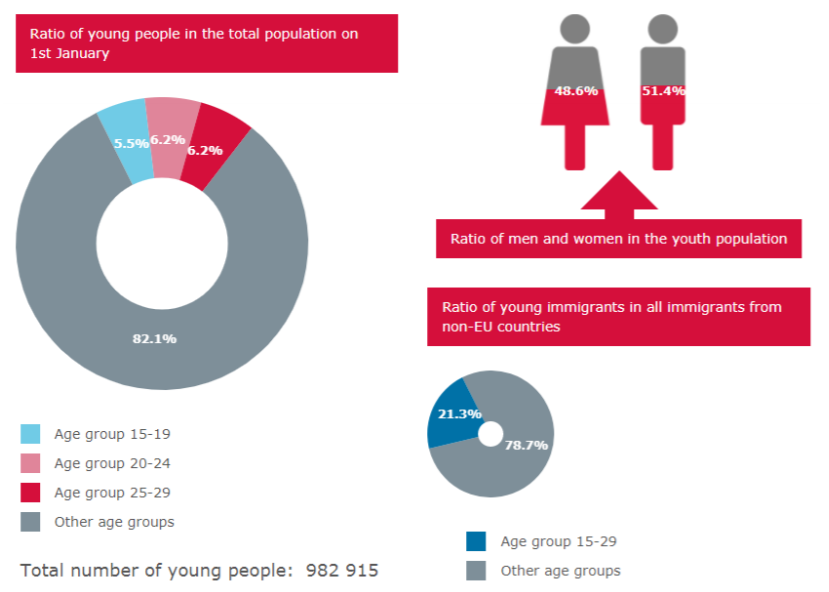 Ratio of young people in the total population on
1st January
5.5%
6.2%
6.2%
82.1%
Age group 15-19
Age group 20-24
Age group 25-29
Other age groups
Total number of young people: 982 915
48.6%
51.4%
Ratio of men and women in the youth population
Ratio of young immigrants in all immigrants from
non-EU countries
21.3%
78.7%
Age group 15-29
Other age groups